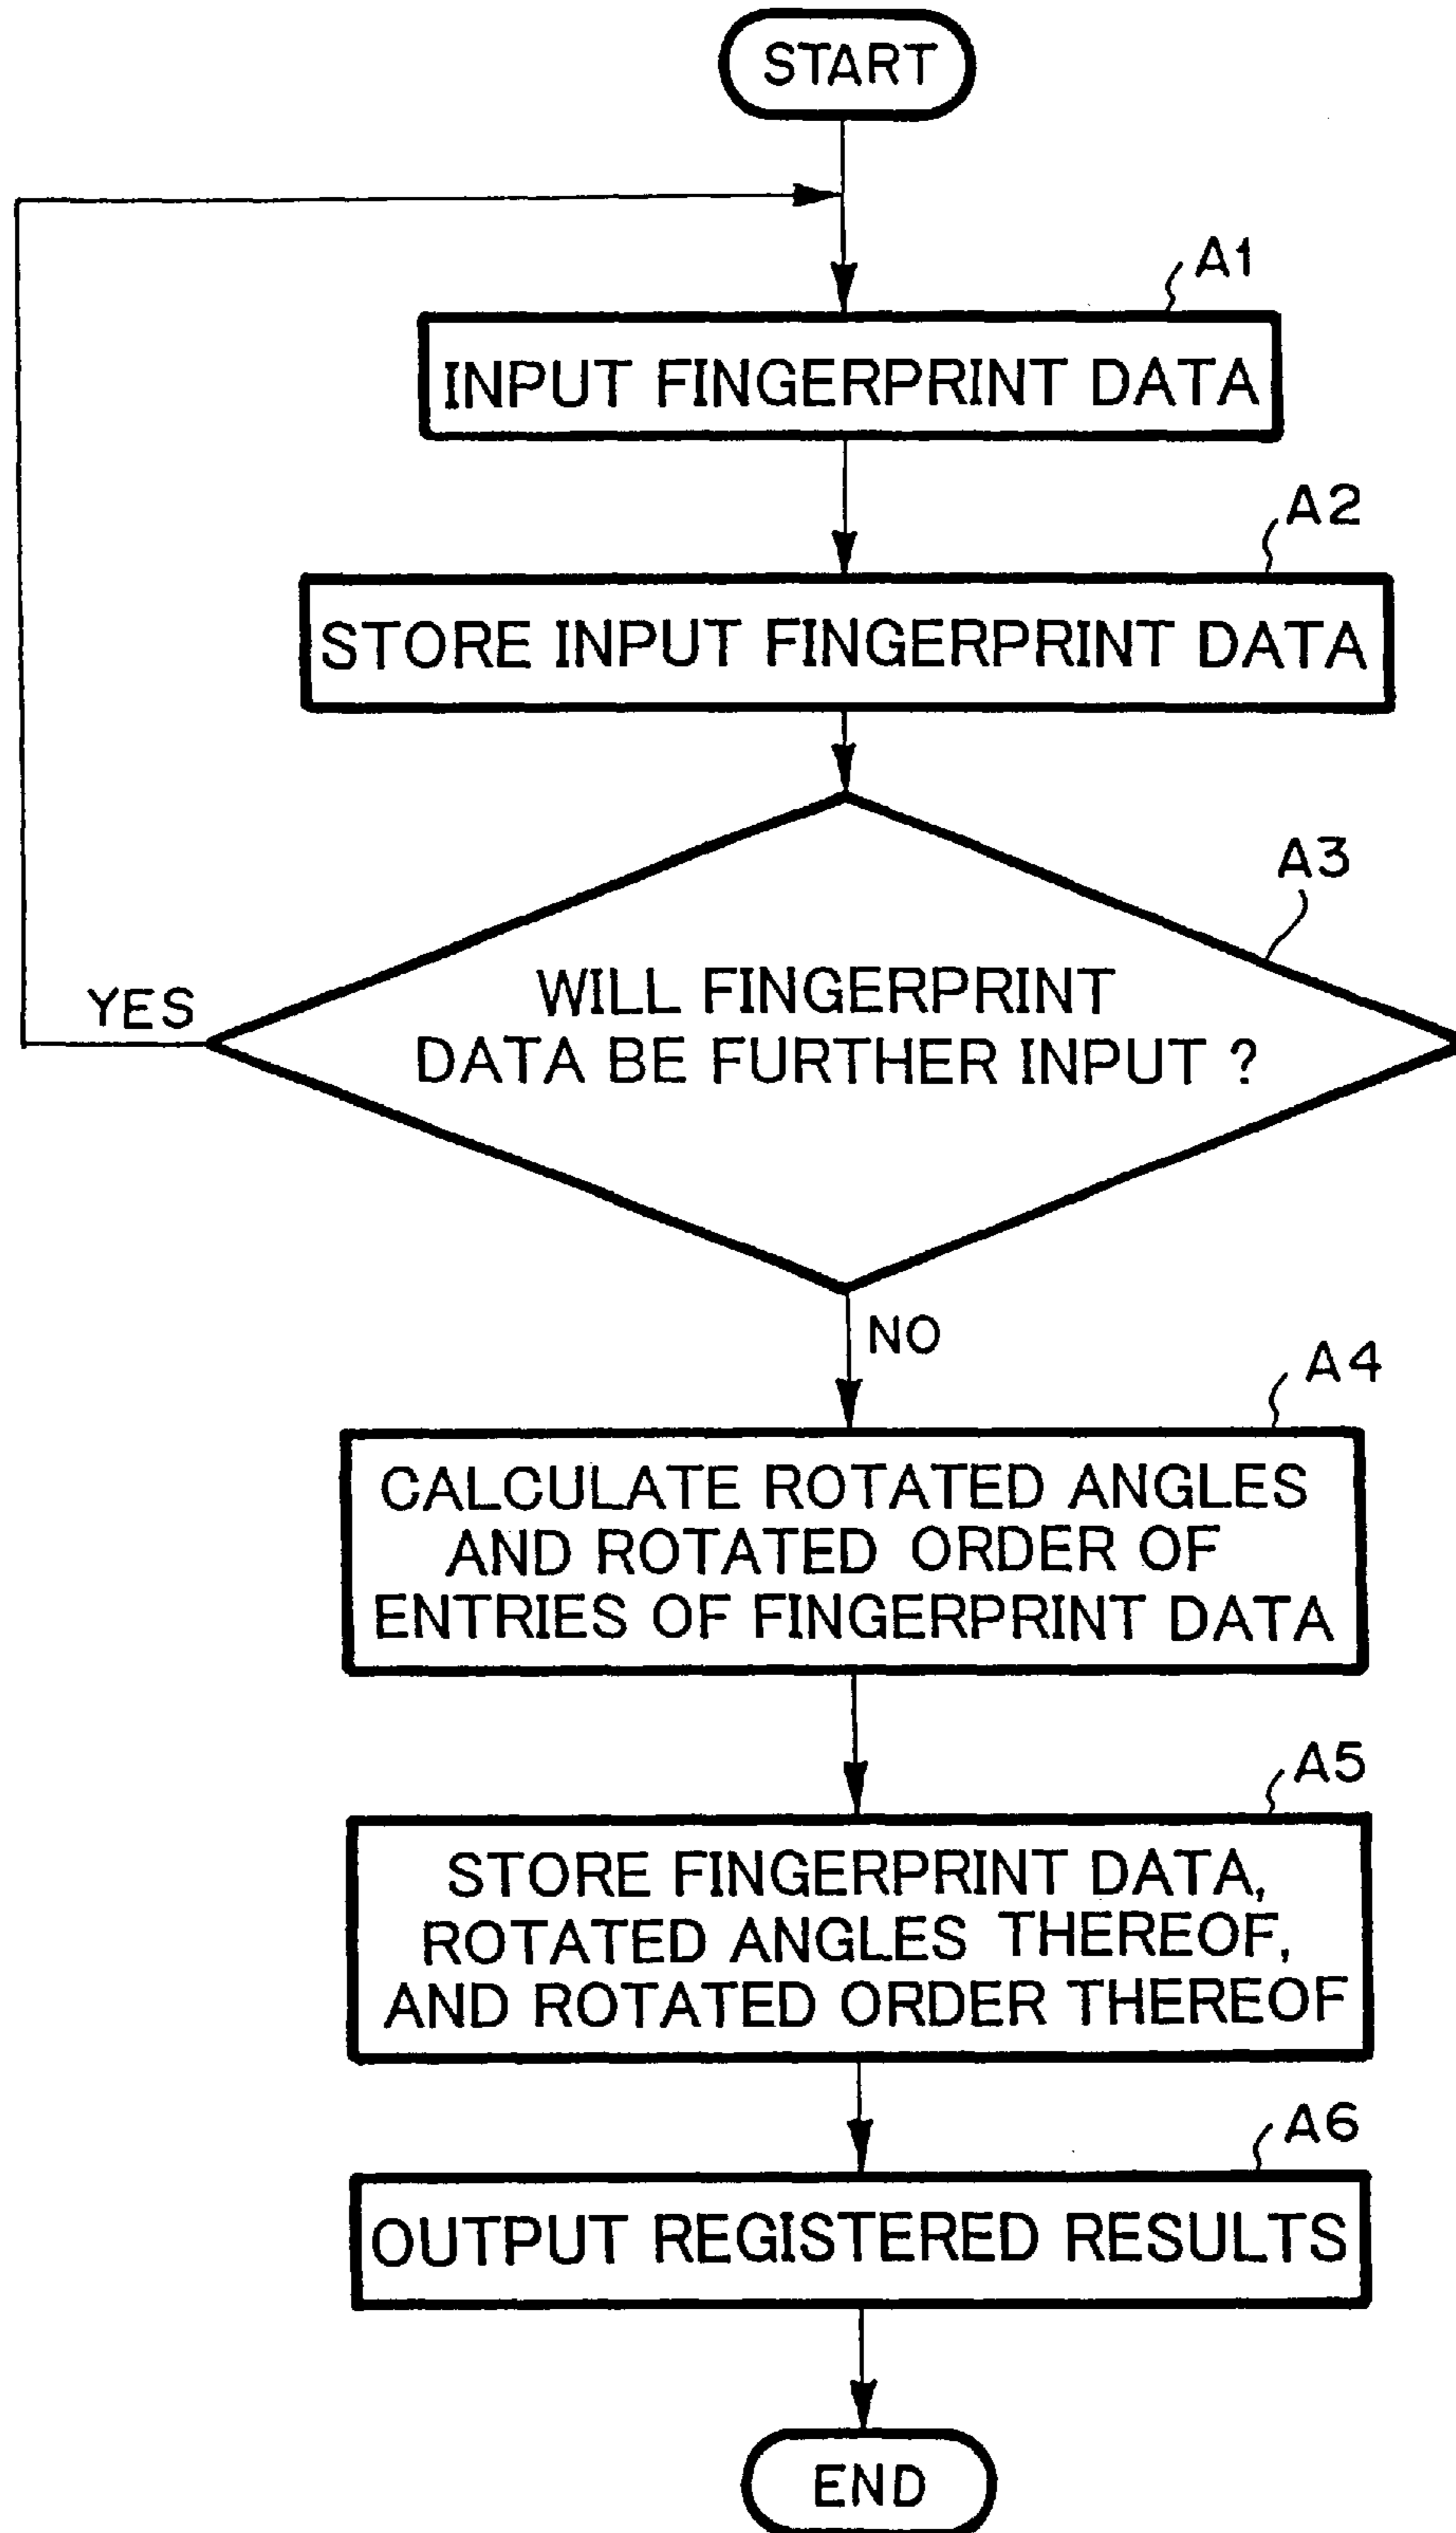 START
A1
INPUT FINGERPRINT DATA
A2
STORE INPUT FINGERPRINT DATA
A3
WILL FINGERPRINT
DATA BE FURTHER INPUT ?
YES
NO
A4
CALCULATE ROTATED ANGLES
AND ROTATED ORDER OF
ENTRIES OF FINGERPRINT DATA
A5
STORE FINGERPRINT DATA,
ROTATED ANGLES THEREOF,
AND ROTATED ORDER THEREOF
A6
OUTPUT REGISTERED RESULTS
END